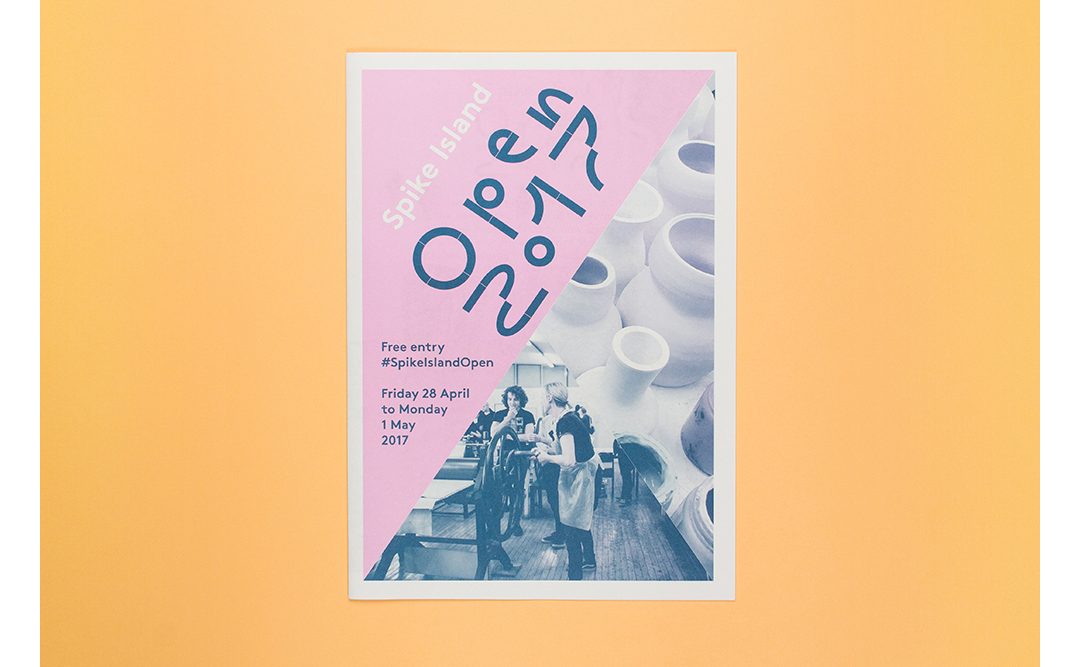 Spike Island
Open
2017
Free entry
#SpikeIslandOpen
Friday 28 April
to Monday
1 May
2017